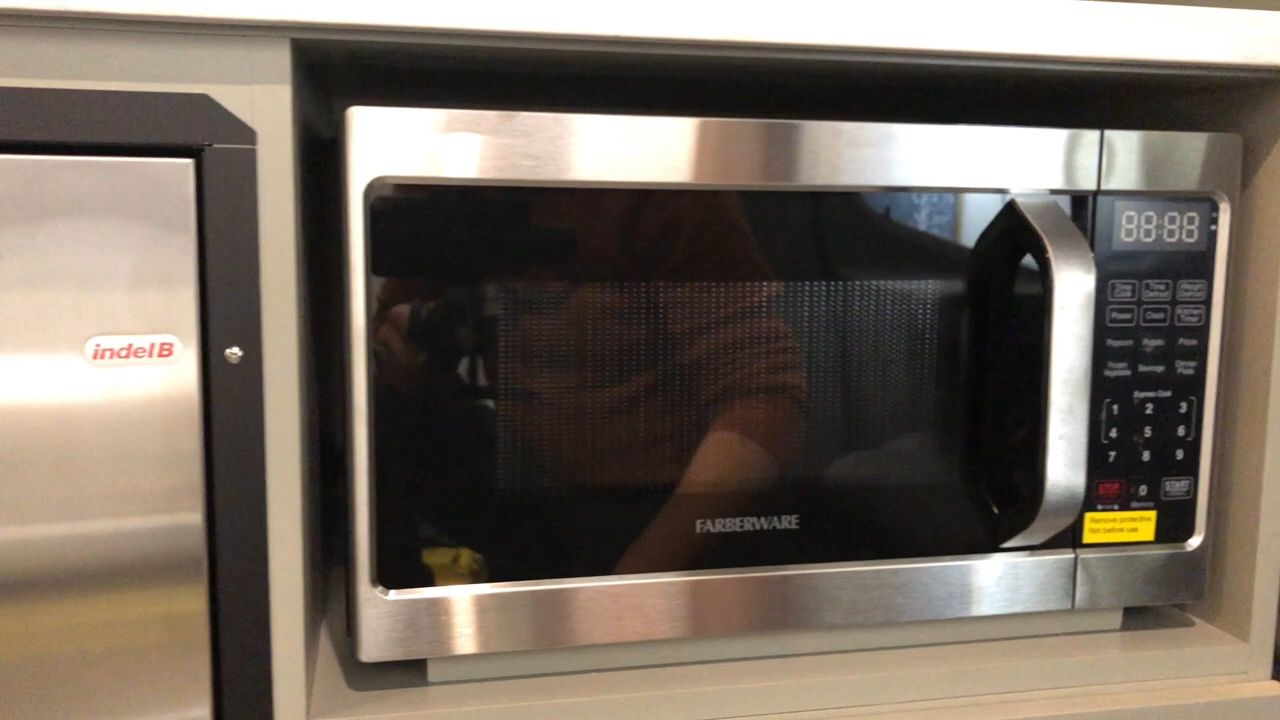 indelB
FARBERWARE
88:88
Time
Cook
Time
Defrost
Weight
Defrost
Power
Clock
Kitchen
Timer
Popcorn
Potato
Pizza
Frozen
Vegetable
Beverage
Dinner
Plate
Express Cook
1 2 3
4 5 6
7 8 9
STOP
0
START
Memory
Remove protective
film before use